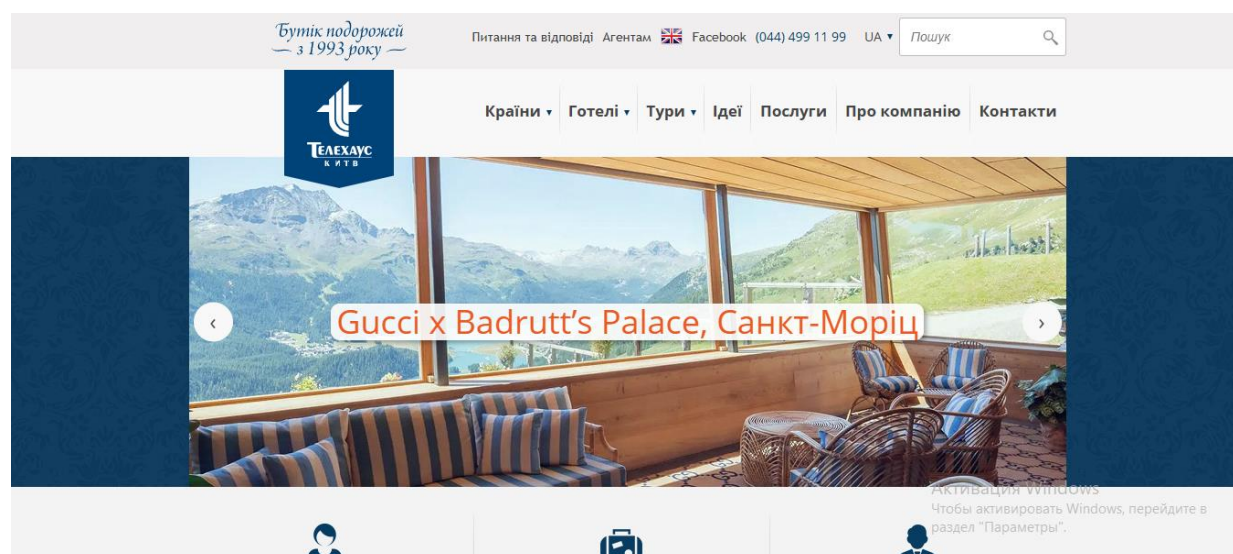 Бутік подорожей
з 1993 року
Питання та відповіді Агентам Facebook (044) 499 11 99 UA Пошук
ТЕЛЕХАУС
КИЇВ
Країни Готелі Тури Ідеї Послуги Про компанію Контакти
Gucci x Badrutt’s Palace, Санкт-Моріц
Активация Windows
Чтобы активировать Windows, перейдите в
раздел "Параметры".